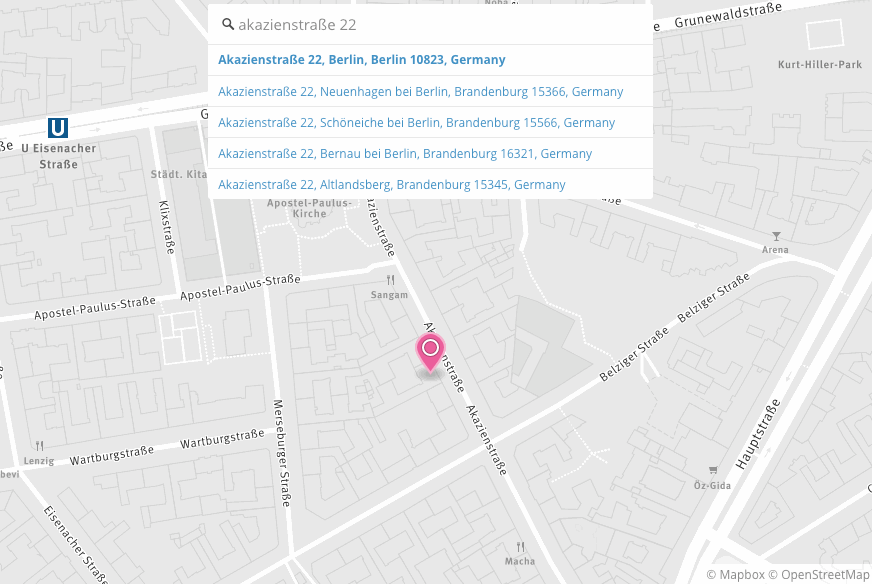 akazienstraße 22
Akazienstraße 22, Berlin, Berlin 10823, Germany
Akazienstraße 22, Neuenhagen bei Berlin, Brandenburg 15366, Germany
Akazienstraße 22, Schöneiche bei Berlin, Brandenburg 15566, Germany
Akazienstraße 22, Bernau bei Berlin, Brandenburg 16321, Germany
Akazienstraße 22, Altlandsberg, Brandenburg 15345, Germany
Grunewaldstraße
Kurt-Hiller-Park
U
U Eisenacher
Straße
Städt. Kita
Apostel-Paulus-
Kirche
Klixstraße
Arena
Apostel-Paulus-Straße
Apostel-Paulus-Straße
Sangam
Belziger Straße
Belziger Straße
Akazienstraße
Merseburger Straße
Hauptstraße
Wartburgstraße
Wartburgstraße
Lenzig
Öz-Gida
Eisenacher Straße
Macha
© Mapbox © OpenStreetMap